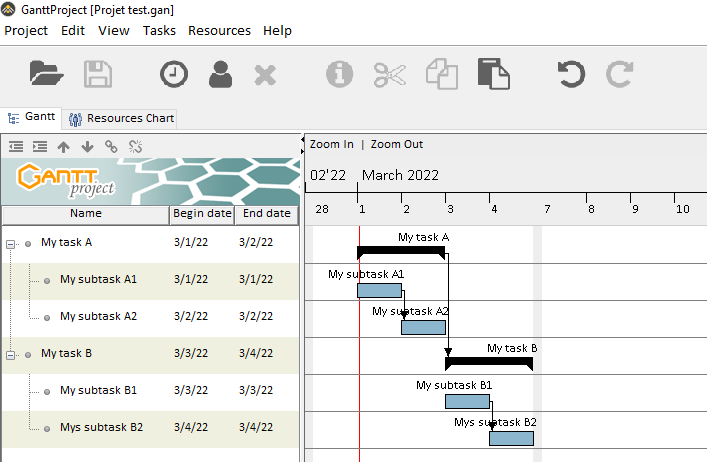 GanttProject [Projet test.gan]
Project Edit View Tasks Resources Help
Gantt Resources Chart
Zoom In | Zoom Out
GANTT project
02'22 March 2022
28 1 2 3 4 7 8 9 10
Name Begin date End date
My task A 3/1/22 3/2/22 My task A
My subtask A1 3/1/22 3/1/22 My subtask A1
My subtask A2 3/2/22 3/2/22 My subtask A2
My task B 3/3/22 3/4/22 My task B
My subtask B1 3/3/22 3/3/22 My subtask B1
Mys subtask B2 3/4/22 3/4/22 Mys subtask B2